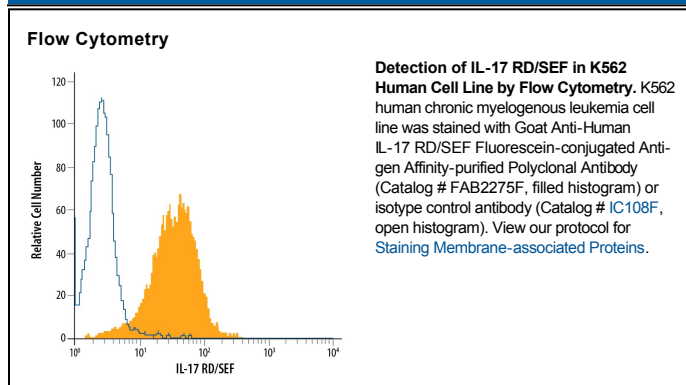 Flow Cytometry
120
100
80
60
40
20
0
Relative Cell Number
10⁰
10¹
10²
10³
10⁴
IL-17 RD/SEF
Detection of IL-17 RD/SEF in K562
Human Cell Line by Flow Cytometry. K562
human chronic myelogenous leukemia cell
line was stained with Goat Anti-Human
IL-17 RD/SEF Fluorescein-conjugated Anti-
gen Affinity-purified Polyclonal Antibody
(Catalog # FAB2275F, filled histogram) or
isotype control antibody (Catalog # IC108F,
open histogram). View our protocol for
Staining Membrane-associated Proteins.